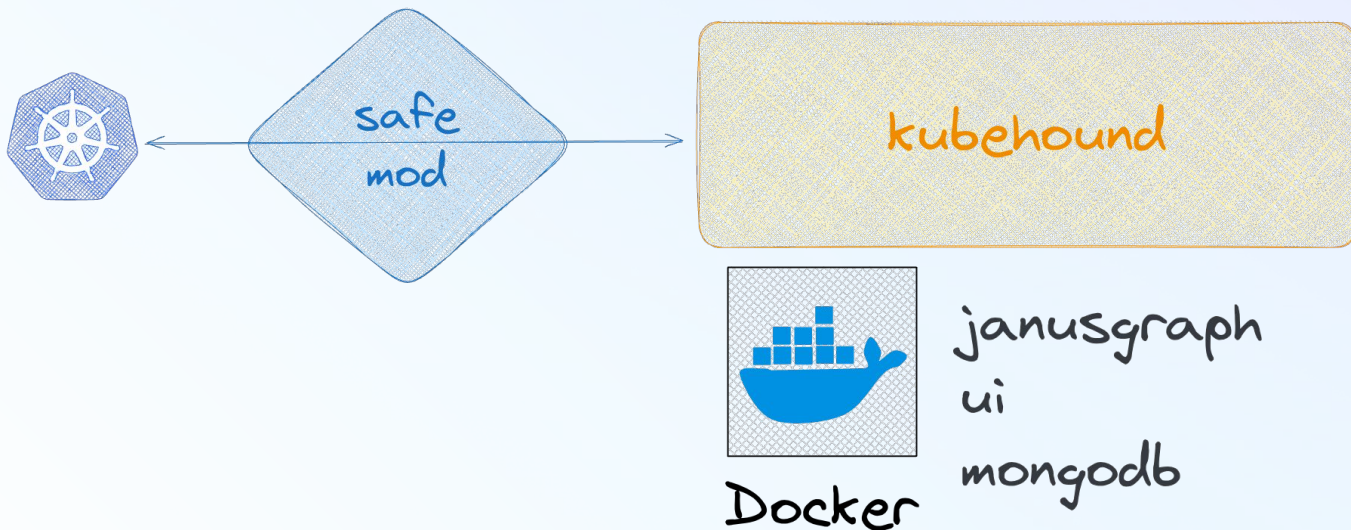 safe
mod
kubehound
janusgraph
ui
mongodb
Docker